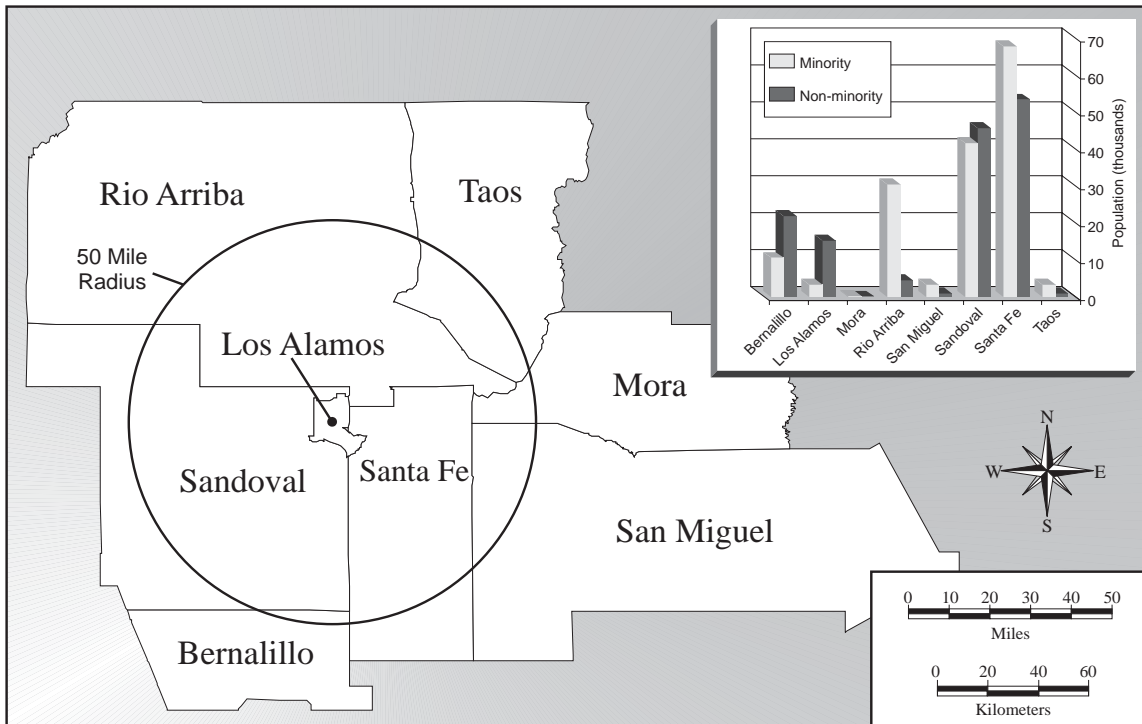 Rio Arriba
Taos
50 Mile
Radius
Los Alamos
Mora
Sandoval
Santa Fe
San Miguel
Bernalillo
Minority
Non-minority
70
60
50
40
30
20
10
0
Population (thousands)
Bernalillo
Los Alamos
Mora
Rio Arriba
San Miguel
Sandoval
Santa Fe
Taos
N
W E
S
0 10 20 30 40 50
Miles
0 20 40 60
Kilometers